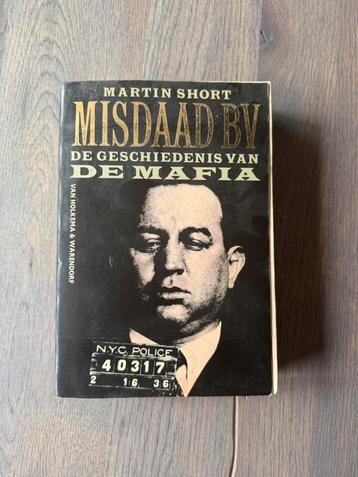 MARTIN SHORT
MISDAAD BV
DE GESCHIEDENIS VAN
DE MAFIA
VAN HOLKEMA & WARENDORF
N.Y.C. POLICE
40317
2 16 36